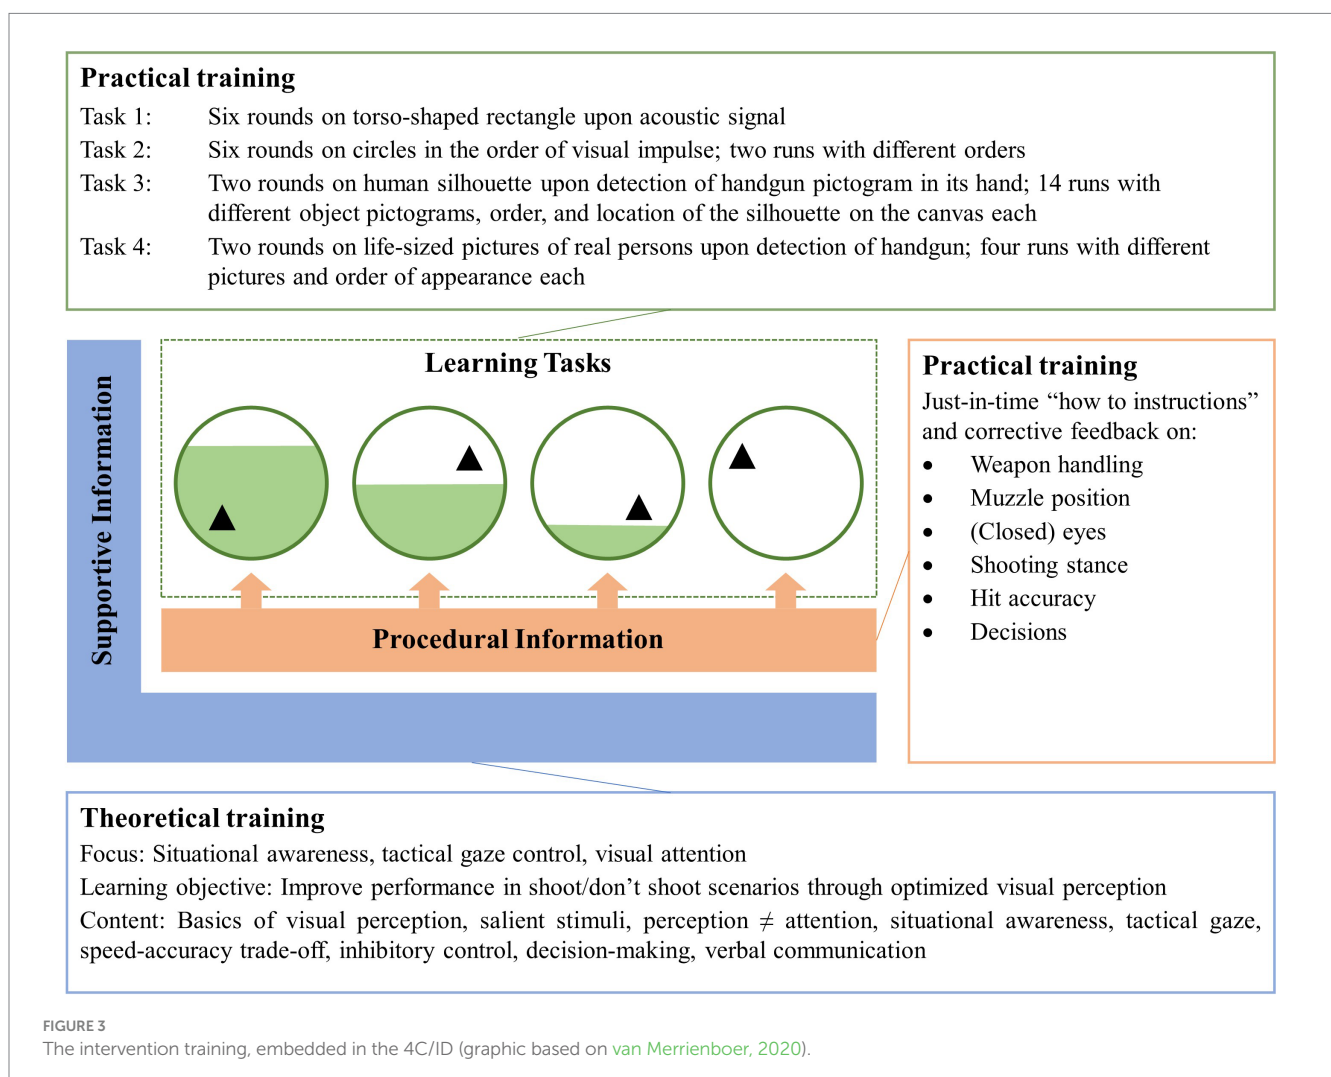 Practical training
Task 1: Six rounds on torso-shaped rectangle upon acoustic signal
Task 2: Six rounds on circles in the order of visual impulse; two runs with different orders
Task 3: Two rounds on human silhouette upon detection of handgun pictogram in its hand; 14 runs with
different object pictograms, order, and location of the silhouette on the canvas each
Task 4: Two rounds on life-sized pictures of real persons upon detection of handgun; four runs with different
pictures and order of appearance each
Supportive Information
Learning Tasks
Procedural Information
Practical training
Just-in-time “how to instructions”
and corrective feedback on:
• Weapon handling
• Muzzle position
• (Closed) eyes
• Shooting stance
• Hit accuracy
• Decisions
Theoretical training
Focus: Situational awareness, tactical gaze control, visual attention
Learning objective: Improve performance in shoot/don’t shoot scenarios through optimized visual perception
Content: Basics of visual perception, salient stimuli, perception ≠ attention, situational awareness, tactical gaze,
speed-accuracy trade-off, inhibitory control, decision-making, verbal communication
FIGURE 3
The intervention training, embedded in the 4C/ID (graphic based on van Merrienboer, 2020).